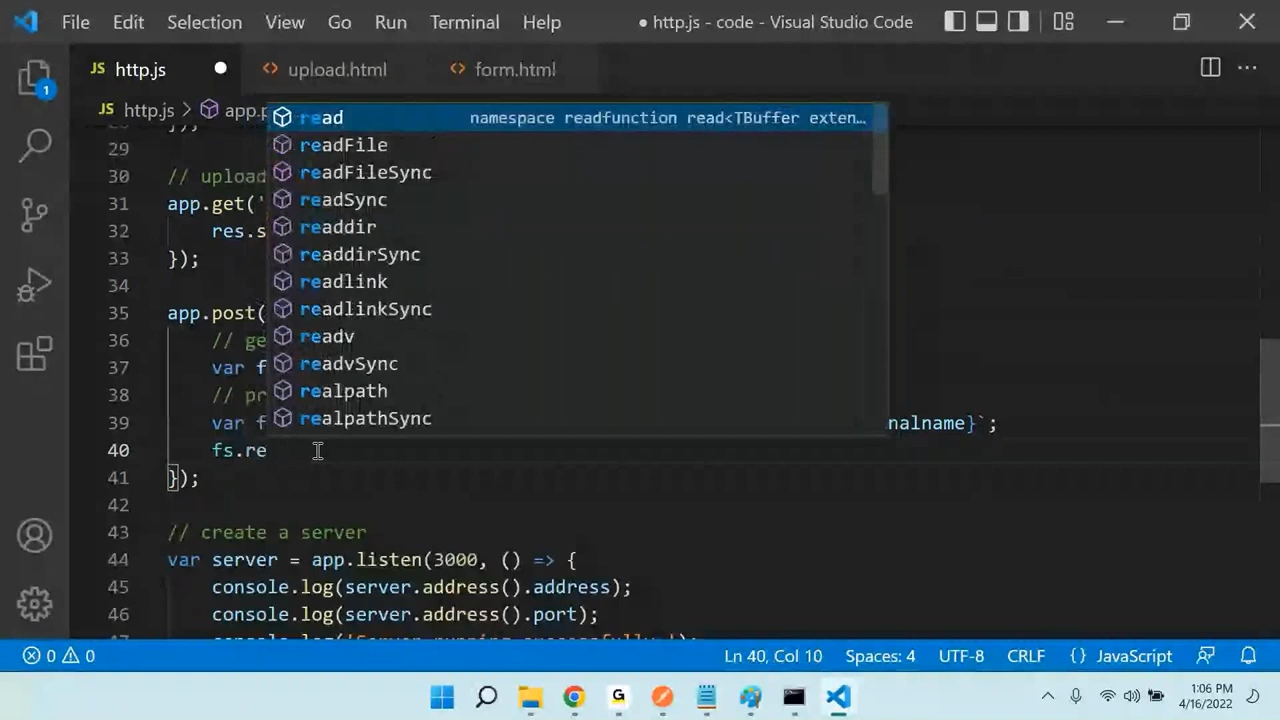 File Edit Selection View Go Run Terminal Help ● http.js - code - Visual Studio Code
JS http.js ● <> upload.html <> form.html ···
1
JS http.js > app.p
read namespace readfunction read<TBuffer exten…
readFile
readFileSync
readSync
readdir
readdirSync
readlink
readlinkSync
readv
readvSync
realpath
realpathSync
29
30 // upload
31 app.get('
32 res.s
33 });
34
35 app.post(
36 // ge
37 var f
38 // pr
39 var f nalname}`;
40 fs.re
41 });
42
43 // create a server
44 var server = app.listen(3000, () => {
45 console.log(server.address().address);
46 console.log(server.address().port);
0 0 Ln 40, Col 10 Spaces: 4 UTF-8 CRLF {} JavaScript
G
1:06 PM
4/16/2022